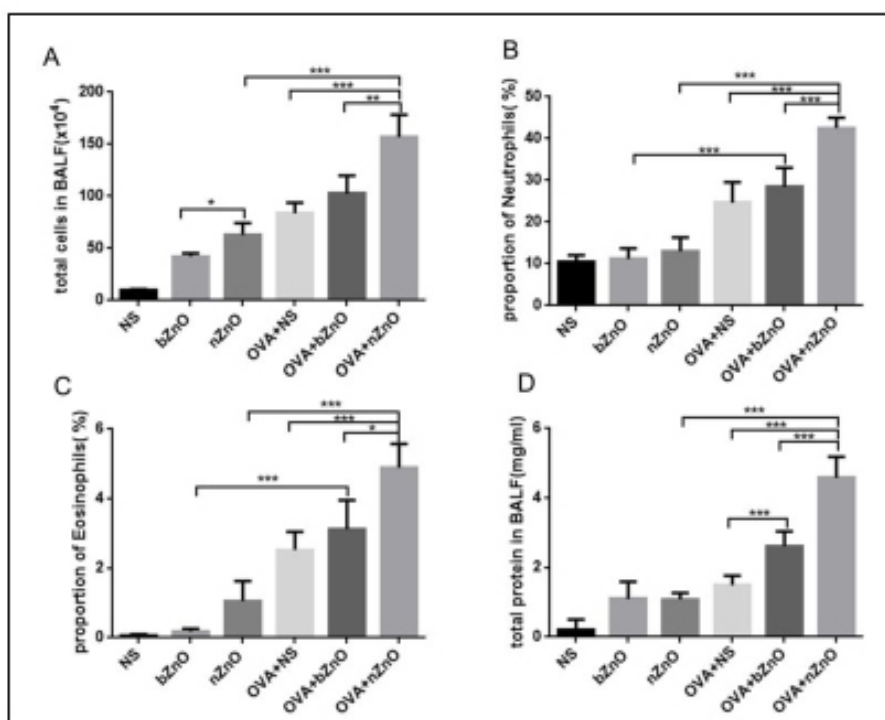 A
total cells in BALF(x10⁴)
200
150
100
50
0
***
***
**
*
NS
bZnO
nZnO
OVA+NS
OVA+bZnO
OVA+nZnO
B
proportion of Neutrophils( %)
50
40
30
20
10
0
***
***
***
***
NS
bZnO
nZnO
OVA+NS
OVA+bZnO
OVA+nZnO
C
proportion of Eosinophils( %)
6
4
2
0
***
***
*
***
NS
bZnO
nZnO
OVA+NS
OVA+bZnO
OVA+nZnO
D
total protein in BALF(mg/ml)
6
4
2
0
***
***
***
***
NS
bZnO
nZnO
OVA+NS
OVA+bZnO
OVA+nZnO